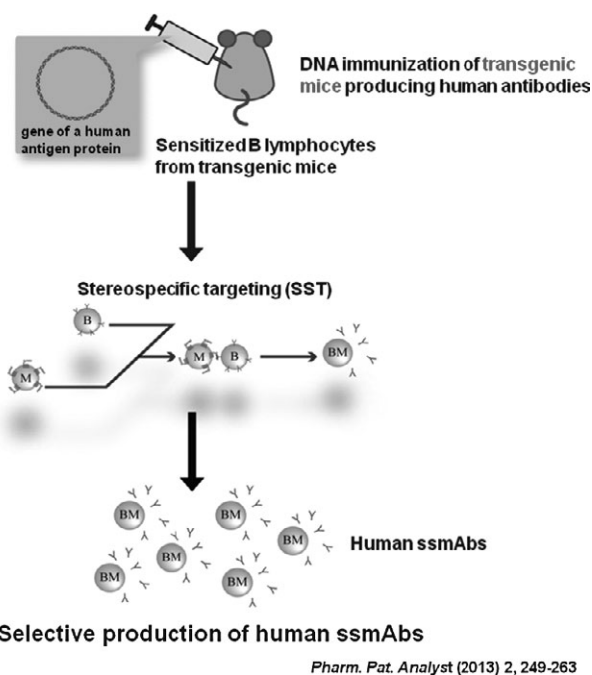 DNA immunization of transgenic
mice producing human antibodies
gene of a human
antigen protein
Sensitized B lymphocytes
from transgenic mice
Stereospecific targeting (SST)
B
M
M
B
BM
BM
BM
BM
BM
BM
BM
Human ssmAbs
Selective production of human ssmAbs
Pharm. Pat. Analyst (2013) 2, 249-263